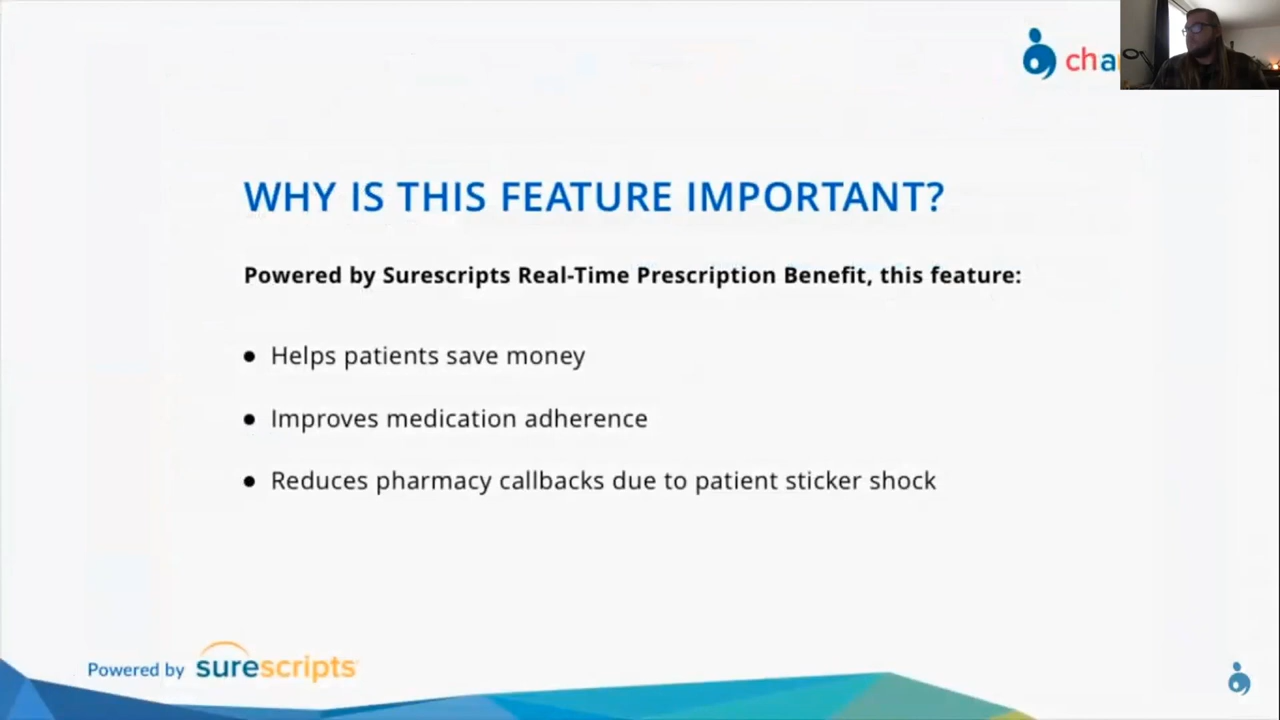 WHY IS THIS FEATURE IMPORTANT?
Powered by Surescripts Real-Time Prescription Benefit, this feature:
● Helps patients save money
● Improves medication adherence
● Reduces pharmacy callbacks due to patient sticker shock
Powered by surescripts